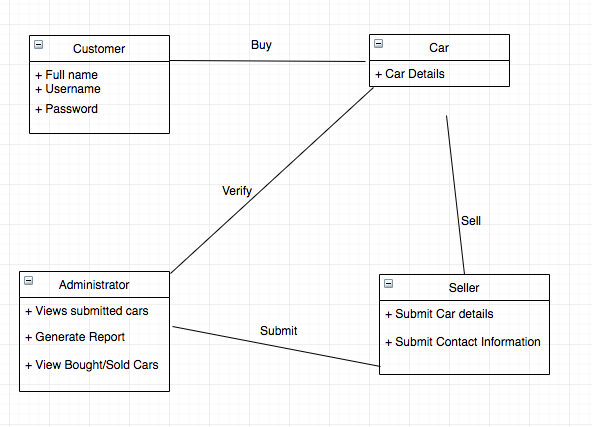 Customer
+ Full name
+ Username
+ Password
Buy
Car
+ Car Details
Verify
Sell
Administrator
+ Views submitted cars
+ Generate Report
+ View Bought/Sold Cars
Submit
Seller
+ Submit Car details
+ Submit Contact Information